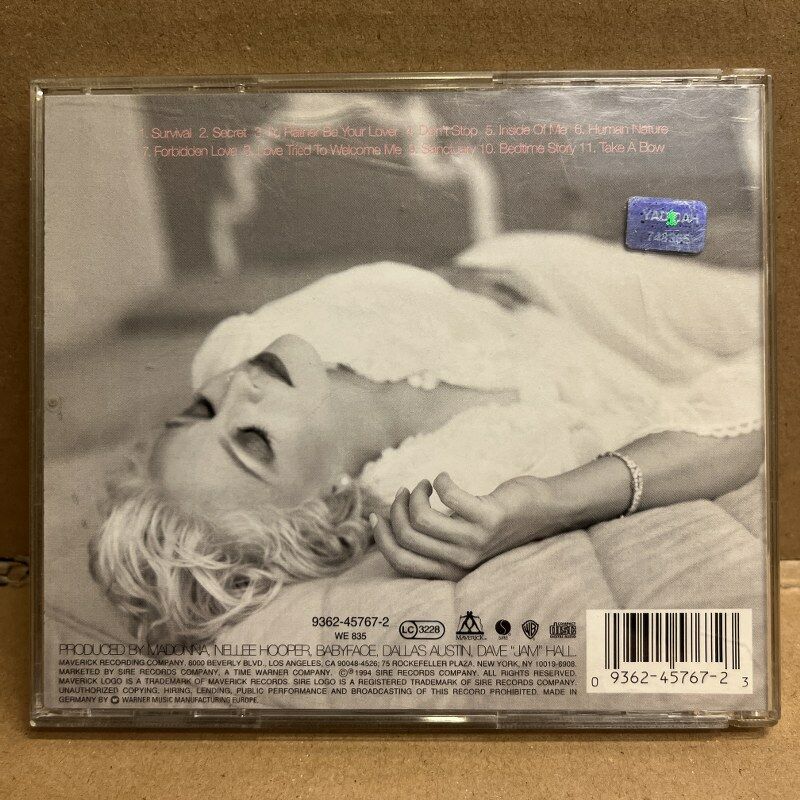 1. Survival 2. Secret 3. I'd Rather Be Your Lover 4. Don't Stop 5. Inside Of Me 6. Human Nature
7. Forbidden Love 8. Love Tried To Welcome Me 9. Sanctuary 10. Bedtime Story 11. Take A Bow
9362-45767-2
WE 835
LC 3228
MAVERICK
WB
COMPACT disc
PRODUCED BY MADONNA, NELLEE HOOPER, BABYFACE, DALLAS AUSTIN, DAVE "JAM" HALL.
MAVERICK RECORDING COMPANY, 8000 BEVERLY BLVD., LOS ANGELES, CA 90048-4526; 75 ROCKEFELLER PLAZA, NEW YORK, NY 10019-6908.
MARKETED BY SIRE RECORDS COMPANY, A TIME WARNER COMPANY. ©℗1994 SIRE RECORDS COMPANY. ALL RIGHTS RESERVED.
MAVERICK LOGO IS A TRADEMARK OF MAVERICK RECORDS. SIRE LOGO IS A REGISTERED TRADEMARK OF SIRE RECORDS COMPANY.
UNAUTHORIZED COPYING, HIRING, LENDING, PUBLIC PERFORMANCE AND BROADCASTING OF THIS RECORD PROHIBITED. MADE IN
GERMANY BY WARNER MUSIC MANUFACTURING EUROPE.
0 9362-45767-2 3